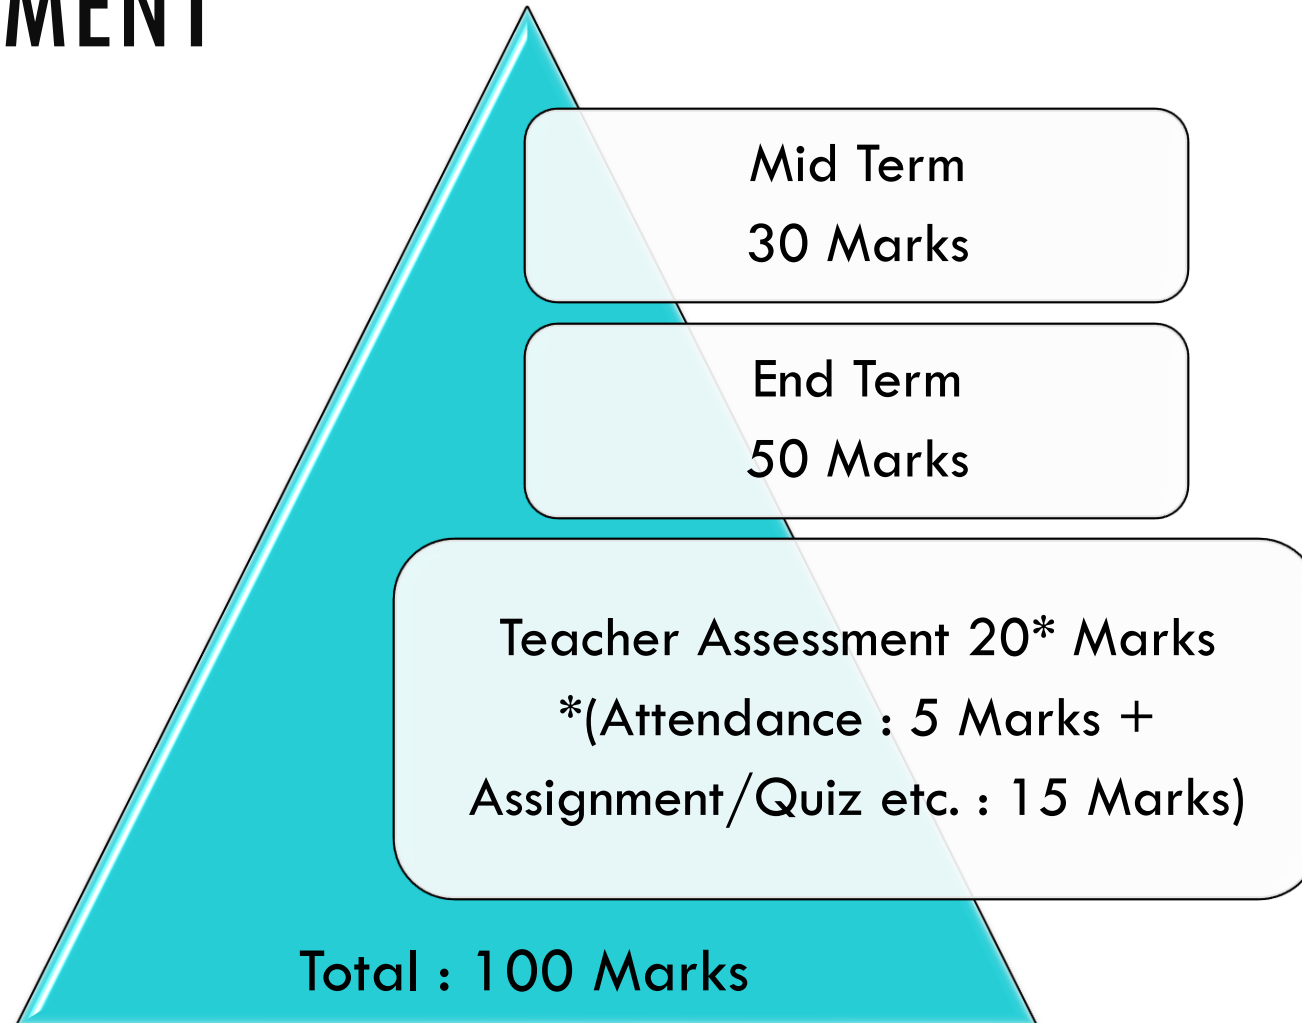 MENT
Mid Term
30 Marks
End Term
50 Marks
Teacher Assessment 20* Marks
*(Attendance : 5 Marks +
Assignment/Quiz etc. : 15 Marks)
Total : 100 Marks